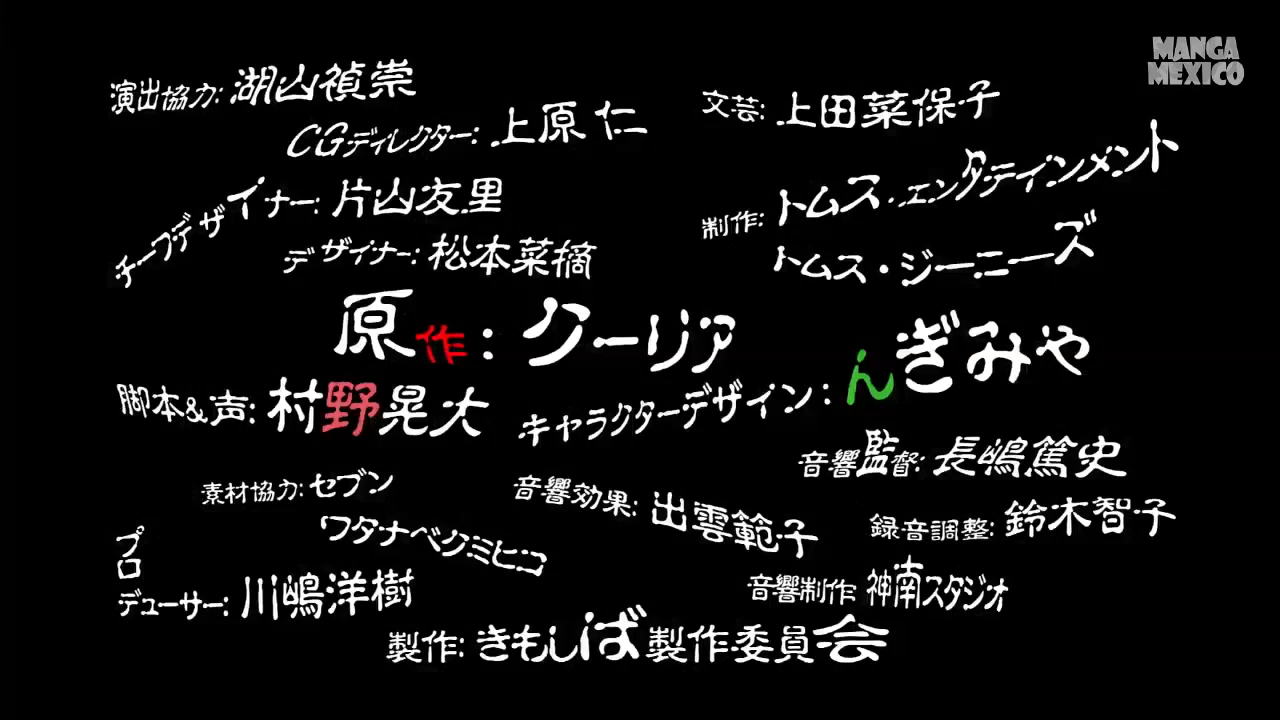 MANGA
MEXICO
演出協力: 湖山禎崇
CGディレクター: 上原 仁
文芸: 上田菜保子
チーフデザイナー: 片山友里
デザイナー: 松本菜摘
制作: トムス・エンタテインメント
トムス・ジーニーズ
原作: クーリア
脚本&声: 村野晃大
キャラクターデザイン: んぎみや
音響監督: 長嶋篤史
素材協力: セブン
ワタナベクミヒコ
音響効果: 出雲範子
録音調整: 鈴木智子
プロデューサー: 川嶋洋樹
音響制作 神南スタジオ
製作: きもしば製作委員会